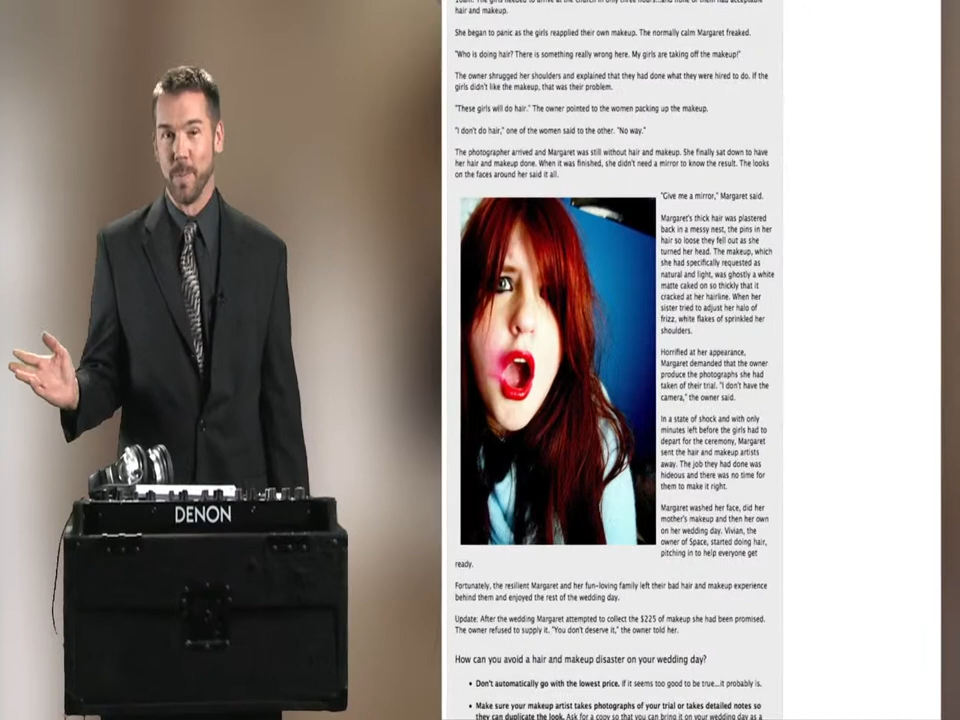 hair and makeup.
She began to panic as the girls reapplied their own makeup. The normally calm Margaret freaked.
"Who is doing hair? There is something really wrong here. My girls are taking off the makeup!"
The owner shrugged her shoulders and explained that they had done what they were hired to do. If the
girls didn't like the makeup, that was their problem.
"These girls will do hair." The owner pointed to the women packing up the makeup.
"I don't do hair," one of the women said to the other. "No way."
The photographer arrived and Margaret was still without hair and makeup. She finally sat down to have
her hair and makeup done. When it was finished, she didn't need a mirror to know the result. The looks
on the faces around her said it all.
"Give me a mirror," Margaret said.
Margaret's thick hair was plastered
back in a messy nest, the pins in her
hair so loose they fell out as she
turned her head. The makeup, which
she had specifically requested as
natural and light, was ghostly a white
matte caked on so thickly that it
cracked at her hairline. When her
sister tried to adjust her halo of
frizz, white flakes of sprinkled her
shoulders.
Horrified at her appearance,
Margaret demanded that the owner
produce the photographs she had
taken of their trial. "I don't have the
camera," the owner said.
In a state of shock and with only
minutes left before the girls had to
depart for the ceremony, Margaret
sent the hair and makeup artists
away. The job they had done was
hideous and there was no time for
them to make it right.
Margaret washed her face, did her
mother's makeup and then her own
on her wedding day. Vivian, the
owner of Space, started doing hair,
pitching in to help everyone get
ready.
Fortunately, the resilient Margaret and her fun-loving family left their bad hair and makeup experience
behind them and enjoyed the rest of the wedding day.
Update: After the wedding Margaret attempted to collect the $225 of makeup she had been promised.
The owner refused to supply it. "You don't deserve it," the owner told her.
How can you avoid a hair and makeup disaster on your wedding day?
• Don't automatically go with the lowest price. If it seems too good to be true...it probably is.
• Make sure your makeup artist takes photographs of your trial or takes detailed notes so
they can duplicate the look. Ask for a copy so that you can bring it on your wedding day as a
DENON